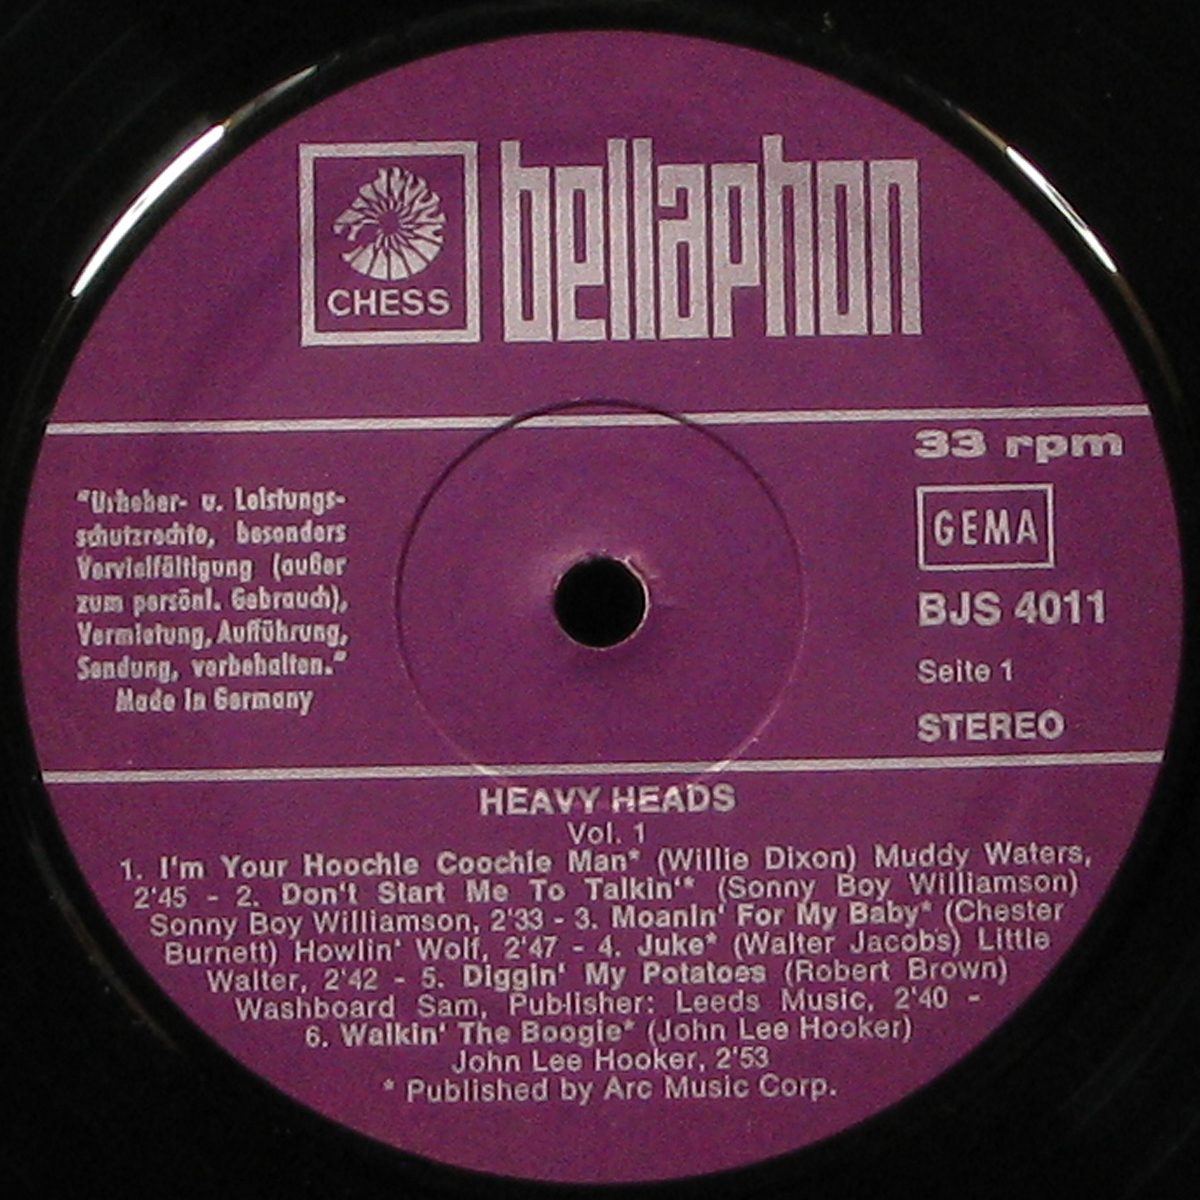 CHESS
bellaphon
33 rpm
GEMA
BJS 4011
Seite 1
STEREO
"Urheber- u. Leistungs-
schutzrechte, besonders
Vervielfältigung (außer
zum persönl. Gebrauch),
Vermietung, Aufführung,
Sendung, vorbehalten."
Made in Germany
HEAVY HEADS
Vol. 1
1. I'm Your Hoochie Coochie Man* (Willie Dixon) Muddy Waters,
2'45 - 2. Don't Start Me To Talkin'* (Sonny Boy Williamson)
Sonny Boy Williamson, 2'33 - 3. Moanin' For My Baby* (Chester
Burnett) Howlin' Wolf, 2'47 - 4. Juke* (Walter Jacobs) Little
Walter, 2'42 - 5. Diggin' My Potatoes (Robert Brown)
Washboard Sam, Publisher: Leeds Music, 2'40 -
6. Walkin' The Boogie* (John Lee Hooker)
John Lee Hooker, 2'53
* Published by Arc Music Corp.